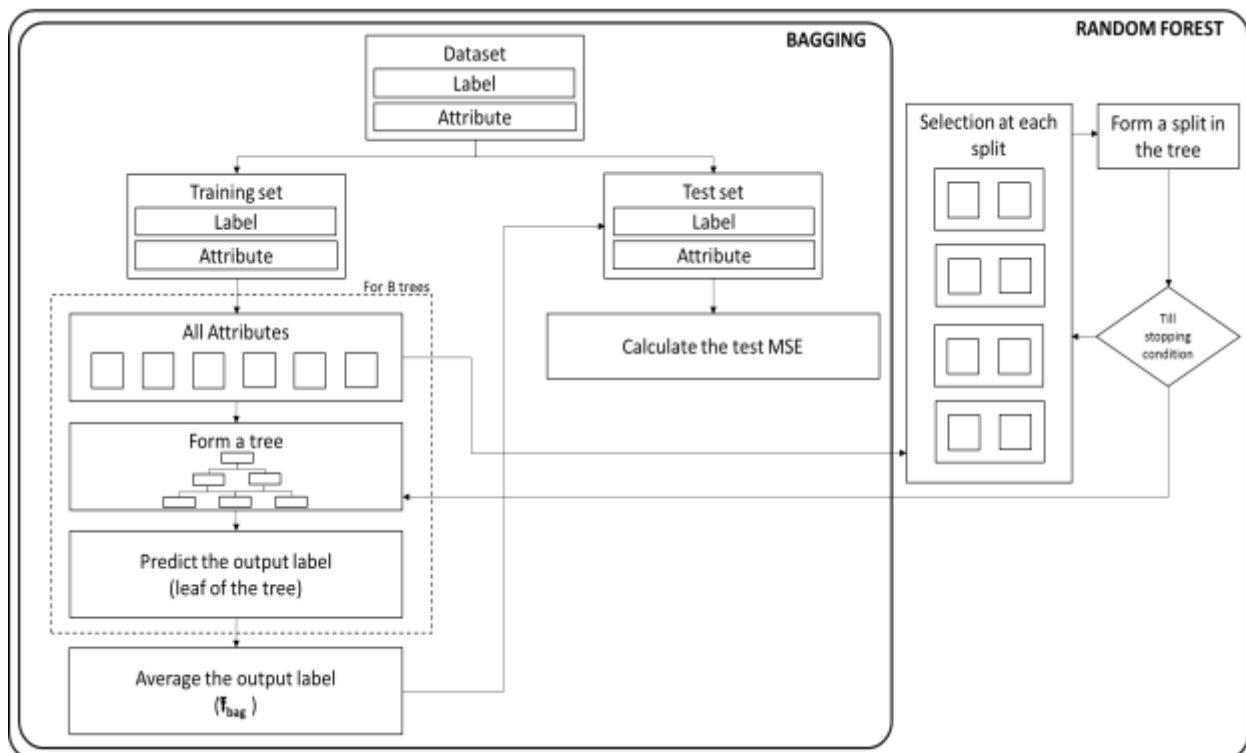 RANDOM FOREST
BAGGING
Dataset
Label
Attribute
Training set
Label
Attribute
Test set
Label
Attribute
For B trees
All Attributes
Calculate the test MSE
Form a tree
Predict the output label
(leaf of the tree)
Average the output label
(f̄bag )
Selection at each
split
Form a split in
the tree
Till
stopping
condition